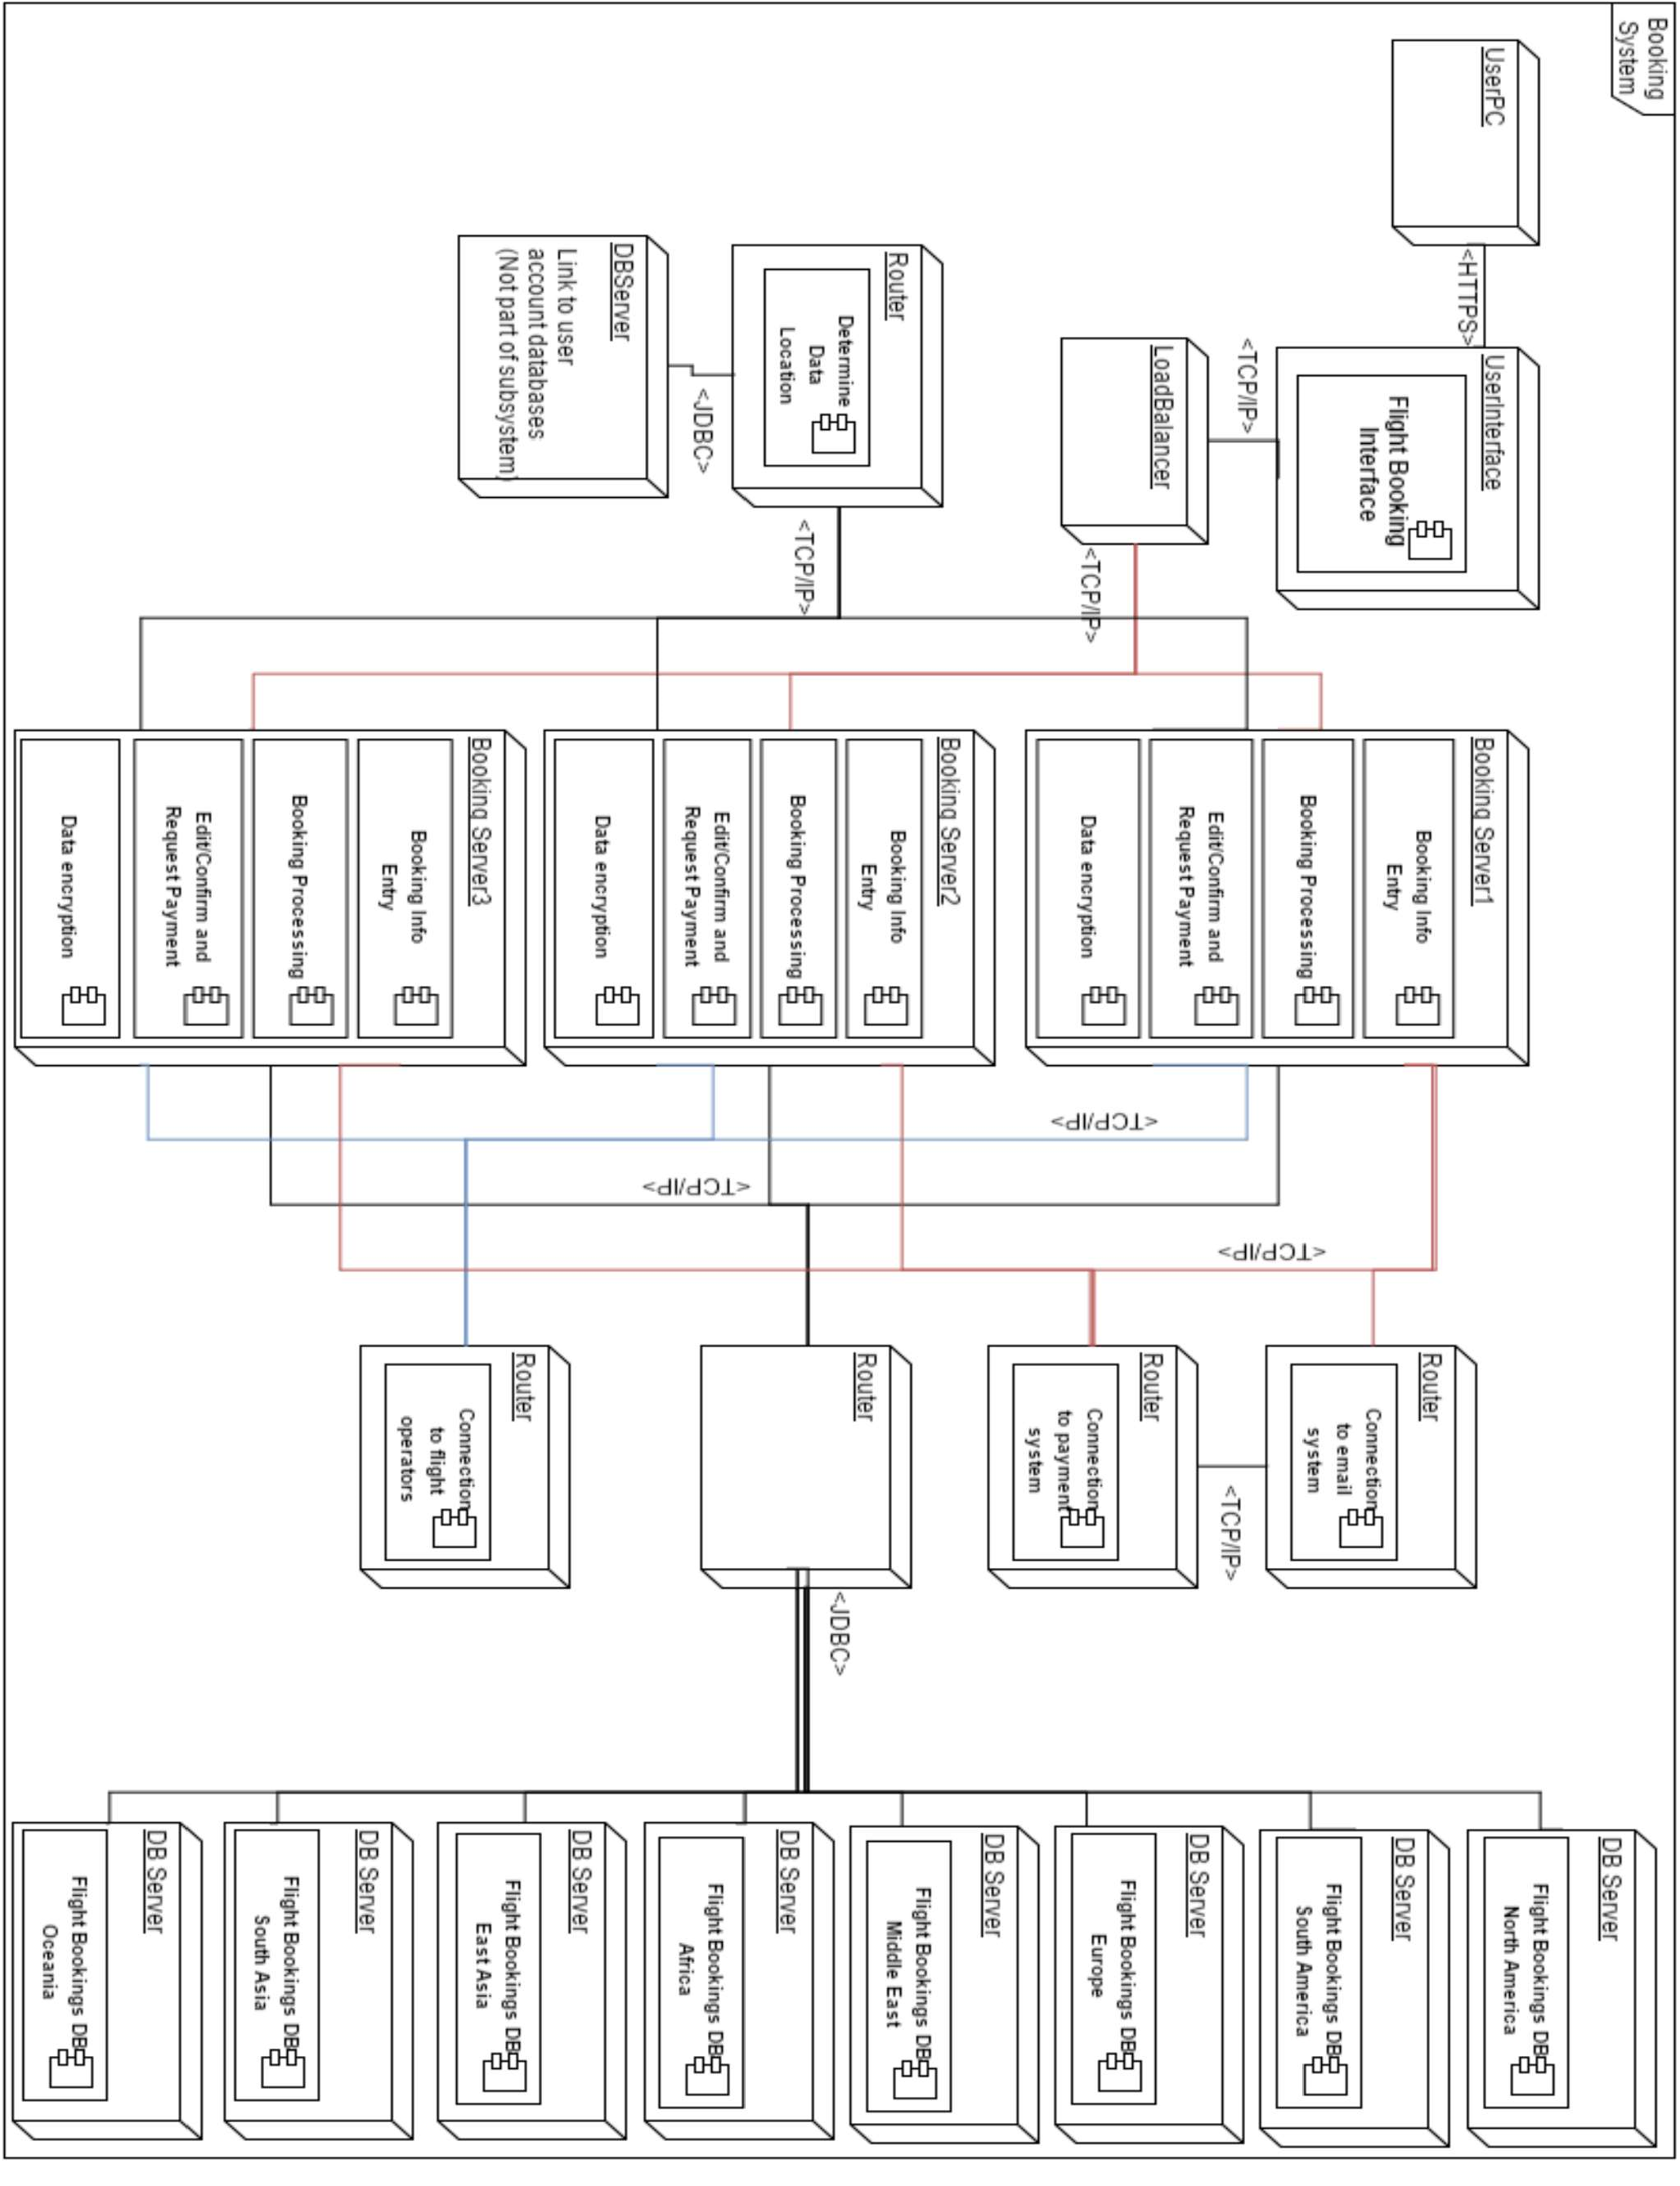 Booking
System
UserPC
<HTTPS>
UserInterface
Flight Booking
Interface
<TCP/IP>
LoadBalancer
<TCP/IP>
Router
Determine
Data
Location
<TCP/IP>
<JDBC>
DBServer
Link to user
account databases
(Not part of subsystem)
Booking Server1
Booking Info
Entry
Booking Processing
Edit/Confirm and
Request Payment
Data encryption
Booking Server2
Booking Info
Entry
Booking Processing
Edit/Confirm and
Request Payment
Data encryption
Booking Server3
Booking Info
Entry
Booking Processing
Edit/Confirm and
Request Payment
Data encryption
<TCP/IP>
<TCP/IP>
<TCP/IP>
Router
Connection
to email
system
<TCP/IP>
Router
Connection
to payment
system
Router
<JDBC>
Router
Connection
to flight
operators
DB Server
Flight Bookings DB
North America
DB Server
Flight Bookings DB
South America
DB Server
Flight Bookings DB
Europe
DB Server
Flight Bookings DB
Middle East
DB Server
Flight Bookings DB
Africa
DB Server
Flight Bookings DB
East Asia
DB Server
Flight Bookings DB
South Asia
DB Server
Flight Bookings DB
Oceania